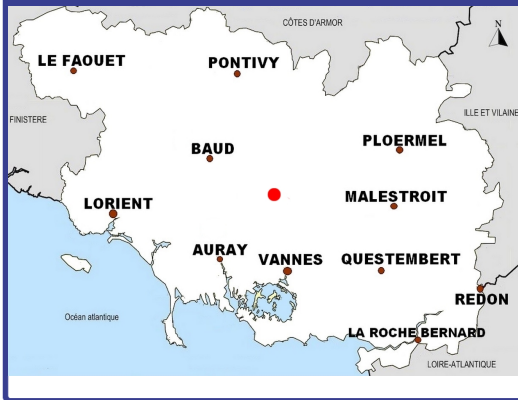 CÔTES D'ARMOR
N
LE FAOUET
PONTIVY
ILLE ET VILAINE
FINISTERE
PLOERMEL
BAUD
MALESTROIT
LORIENT
AURAY
VANNES
QUESTEMBERT
REDON
Océan atlantique
LA ROCHE BERNARD
LOIRE-ATLANTIQUE